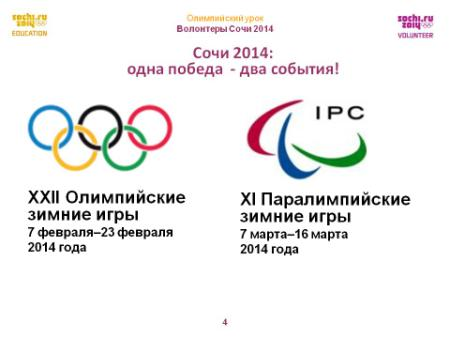 sochi.ru
2014
EDUCATION
Олимпийский урок
Волонтеры Сочи 2014
sochi.ru
2014
VOLUNTEER
Сочи 2014:
одна победа - два события!
XXII Олимпийские
зимние игры
7 февраля–23 февраля
2014 года
IPC
XI Паралимпийские
зимние игры
7 марта–16 марта
2014 года
4